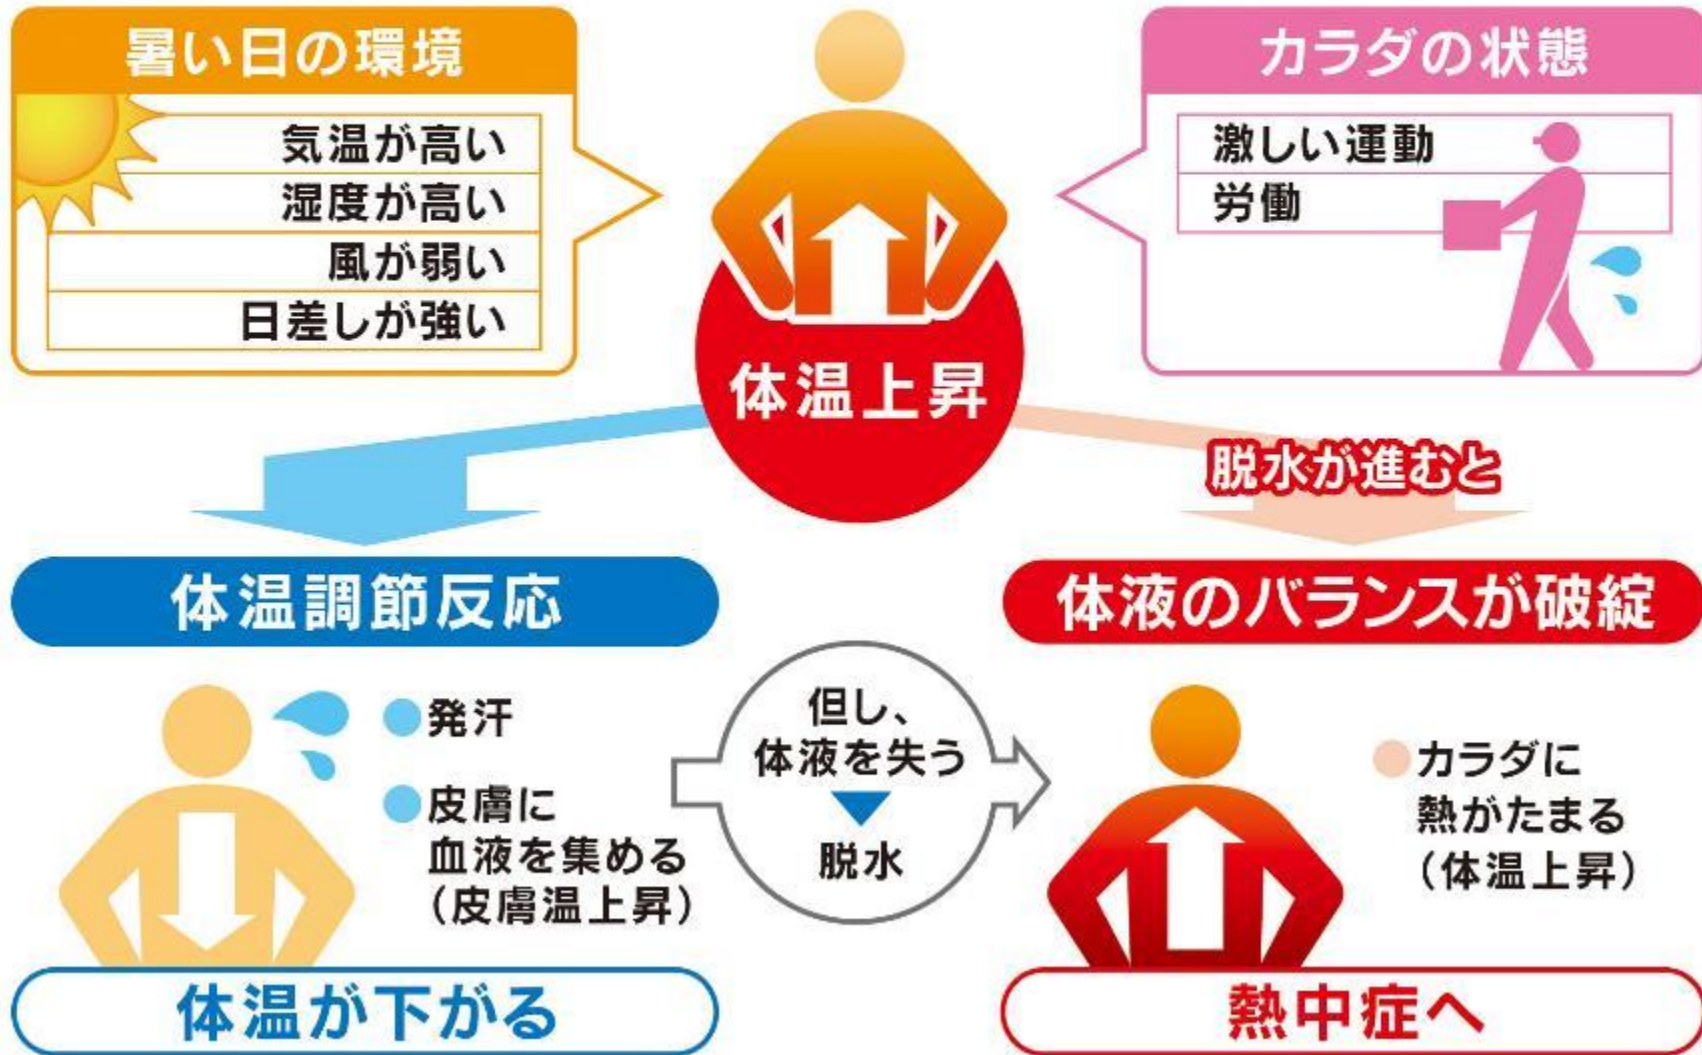 暑い日の環境
気温が高い
湿度が高い
風が弱い
日差しが強い
カラダの状態
激しい運動
労働
体温上昇
脱水が進むと
体温調節反応
発汗
皮膚に
血液を集める
(皮膚温上昇)
体温が下がる
但し、
体液を失う
脱水
体液のバランスが破綻
カラダに
熱がたまる
(体温上昇)
熱中症へ